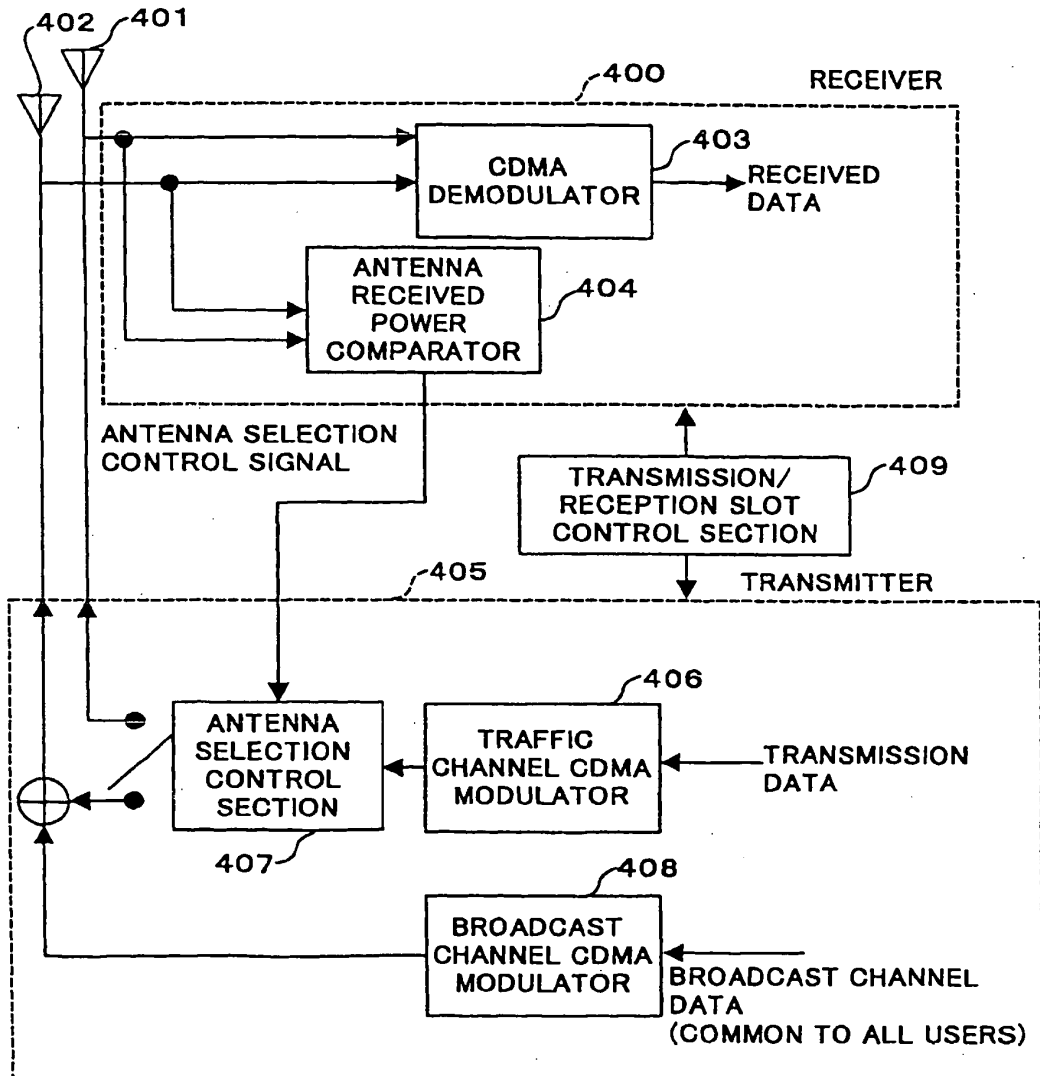 402
401
400
RECEIVER
CDMA
DEMODULATOR
403
RECEIVED
DATA
ANTENNA
RECEIVED
POWER
COMPARATOR
404
ANTENNA SELECTION
CONTROL SIGNAL
TRANSMISSION/
RECEPTION SLOT
CONTROL SECTION
409
405
TRANSMITTER
ANTENNA
SELECTION
CONTROL
SECTION
407
406
TRAFFIC
CHANNEL CDMA
MODULATOR
TRANSMISSION
DATA
408
BROADCAST
CHANNEL CDMA
MODULATOR
BROADCAST CHANNEL
DATA
(COMMON TO ALL USERS)